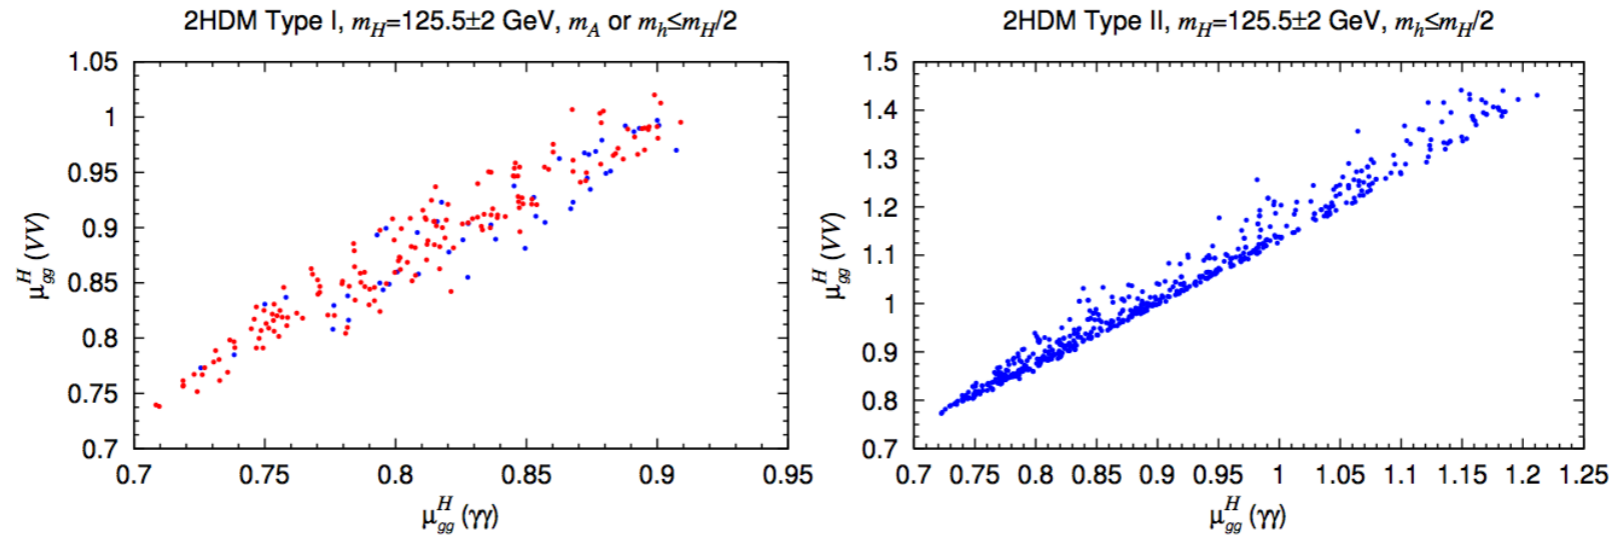 2HDM Type I, m_H=125.5±2 GeV, m_A or m_h≤m_H/2
1.05
1
0.95
0.9
0.85
0.8
0.75
0.7
μ_gg^H (VV)
0.7 0.75 0.8 0.85 0.9 0.95
μ_gg^H (γγ)
2HDM Type II, m_H=125.5±2 GeV, m_h≤m_H/2
1.5
1.4
1.3
1.2
1.1
1
0.9
0.8
0.7
μ_gg^H (VV)
0.7 0.75 0.8 0.85 0.9 0.95 1 1.05 1.1 1.15 1.2 1.25
μ_gg^H (γγ)